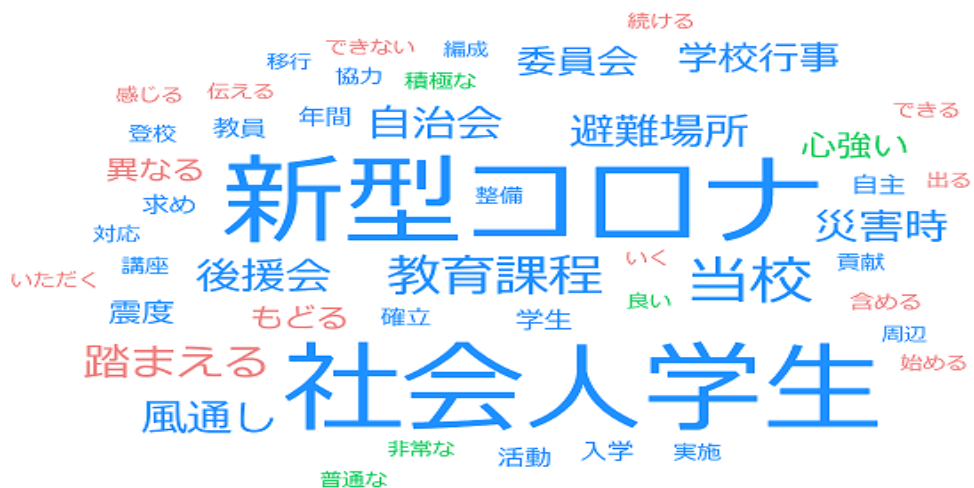 続ける
できない 編成 委員会 学校行事
移行 協力 積極な
感じる 伝える できる
登校 教員 年間 自治会 避難場所 心強い
異なる 新型コロナ 整備 自主 出る
求め 災害時
対応
講座 後援会 教育課程 いく 当校 貢献
いただく 良い 含める
震度 もどる 確立 学生 周辺
踏まえる 社会人学生 始める
風通し
非常な 活動 入学 実施
普通な